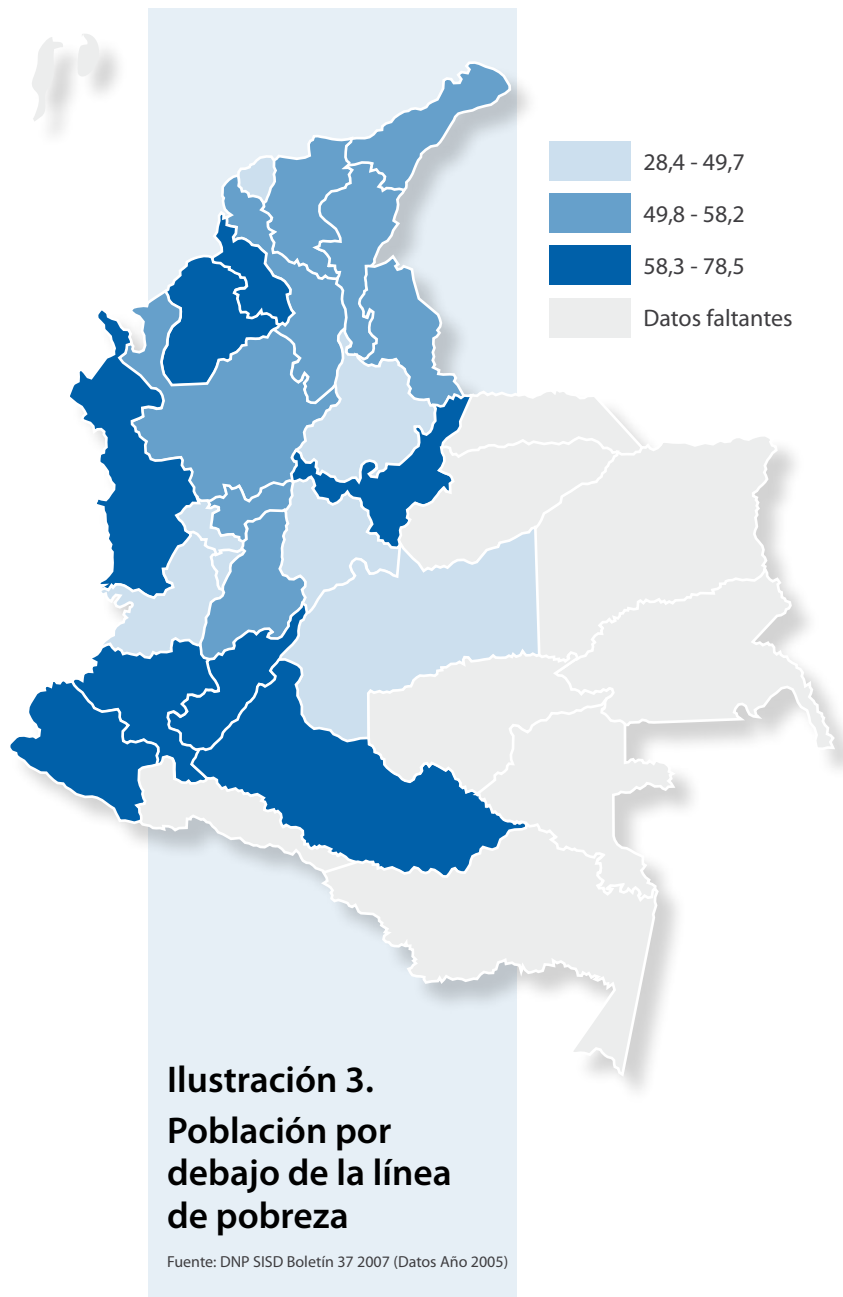 28,4 - 49,7
49,8 - 58,2
58,3 - 78,5
Datos faltantes
Ilustración 3.
Población por
debajo de la línea
de pobreza
Fuente: DNP SISD Boletín 37 2007 (Datos Año 2005)